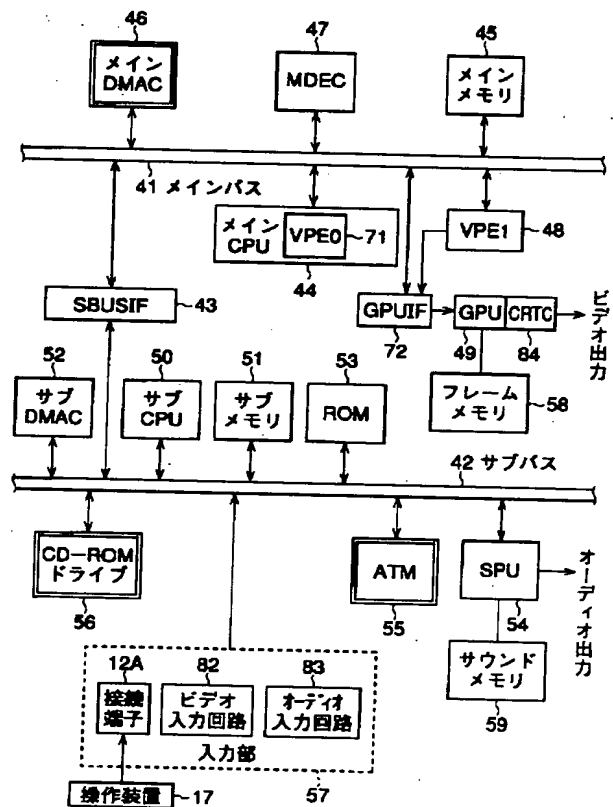 46
47
45
メイン
DMAC
MDEC
メイン
メモリ
41 メインバス
メイン
CPU
VPE0
71
44
VPE1
48
SBUSIF
43
GPUIF
72
GPU
CRTC
49
84
ビデオ出力
フレーム
メモリ
58
52
50
51
53
サブ
DMAC
サブ
CPU
サブ
メモリ
ROM
42 サブバス
CD-ROM
ドライブ
56
ATM
55
SPU
54
オーディオ出力
サウンド
メモリ
59
12A
82
83
接続
端子
ビデオ
入力回路
オーディオ
入力回路
入力部
57
操作装置
17